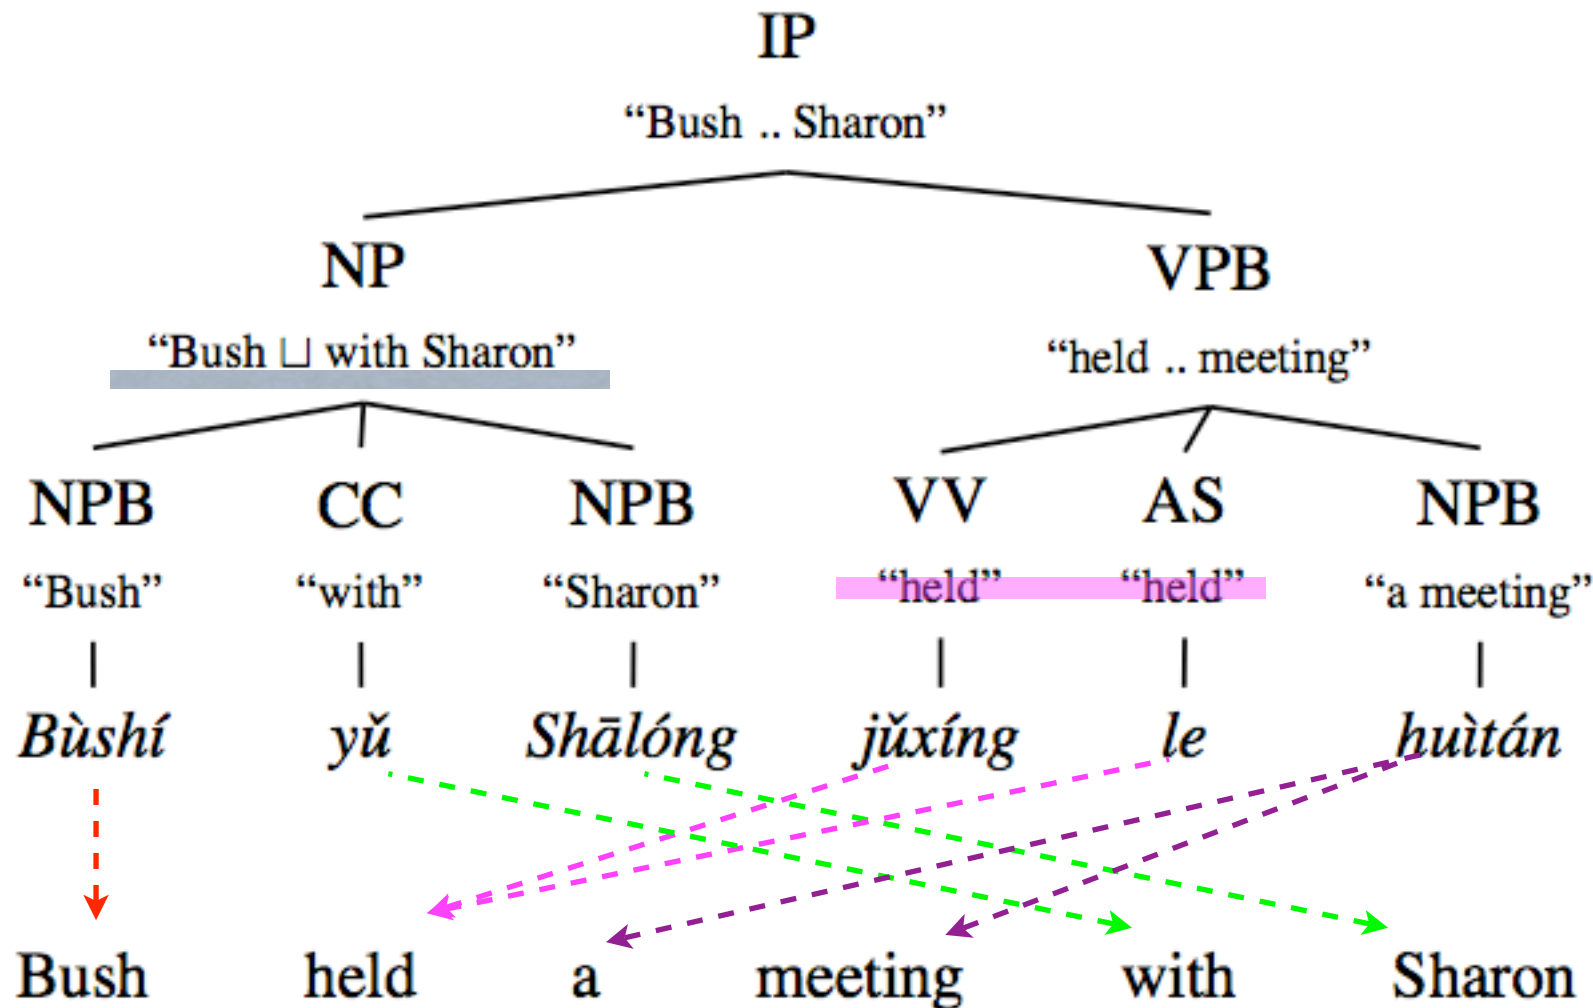 IP
“Bush .. Sharon”
NP VPB
“Bush ⊔ with Sharon” “held .. meeting”
NPB CC NPB VV AS NPB
“Bush” “with” “Sharon” “held” “held” “a meeting”
Bùshí yǔ Shālóng jǔxíng le huìtán
Bush held a meeting with Sharon